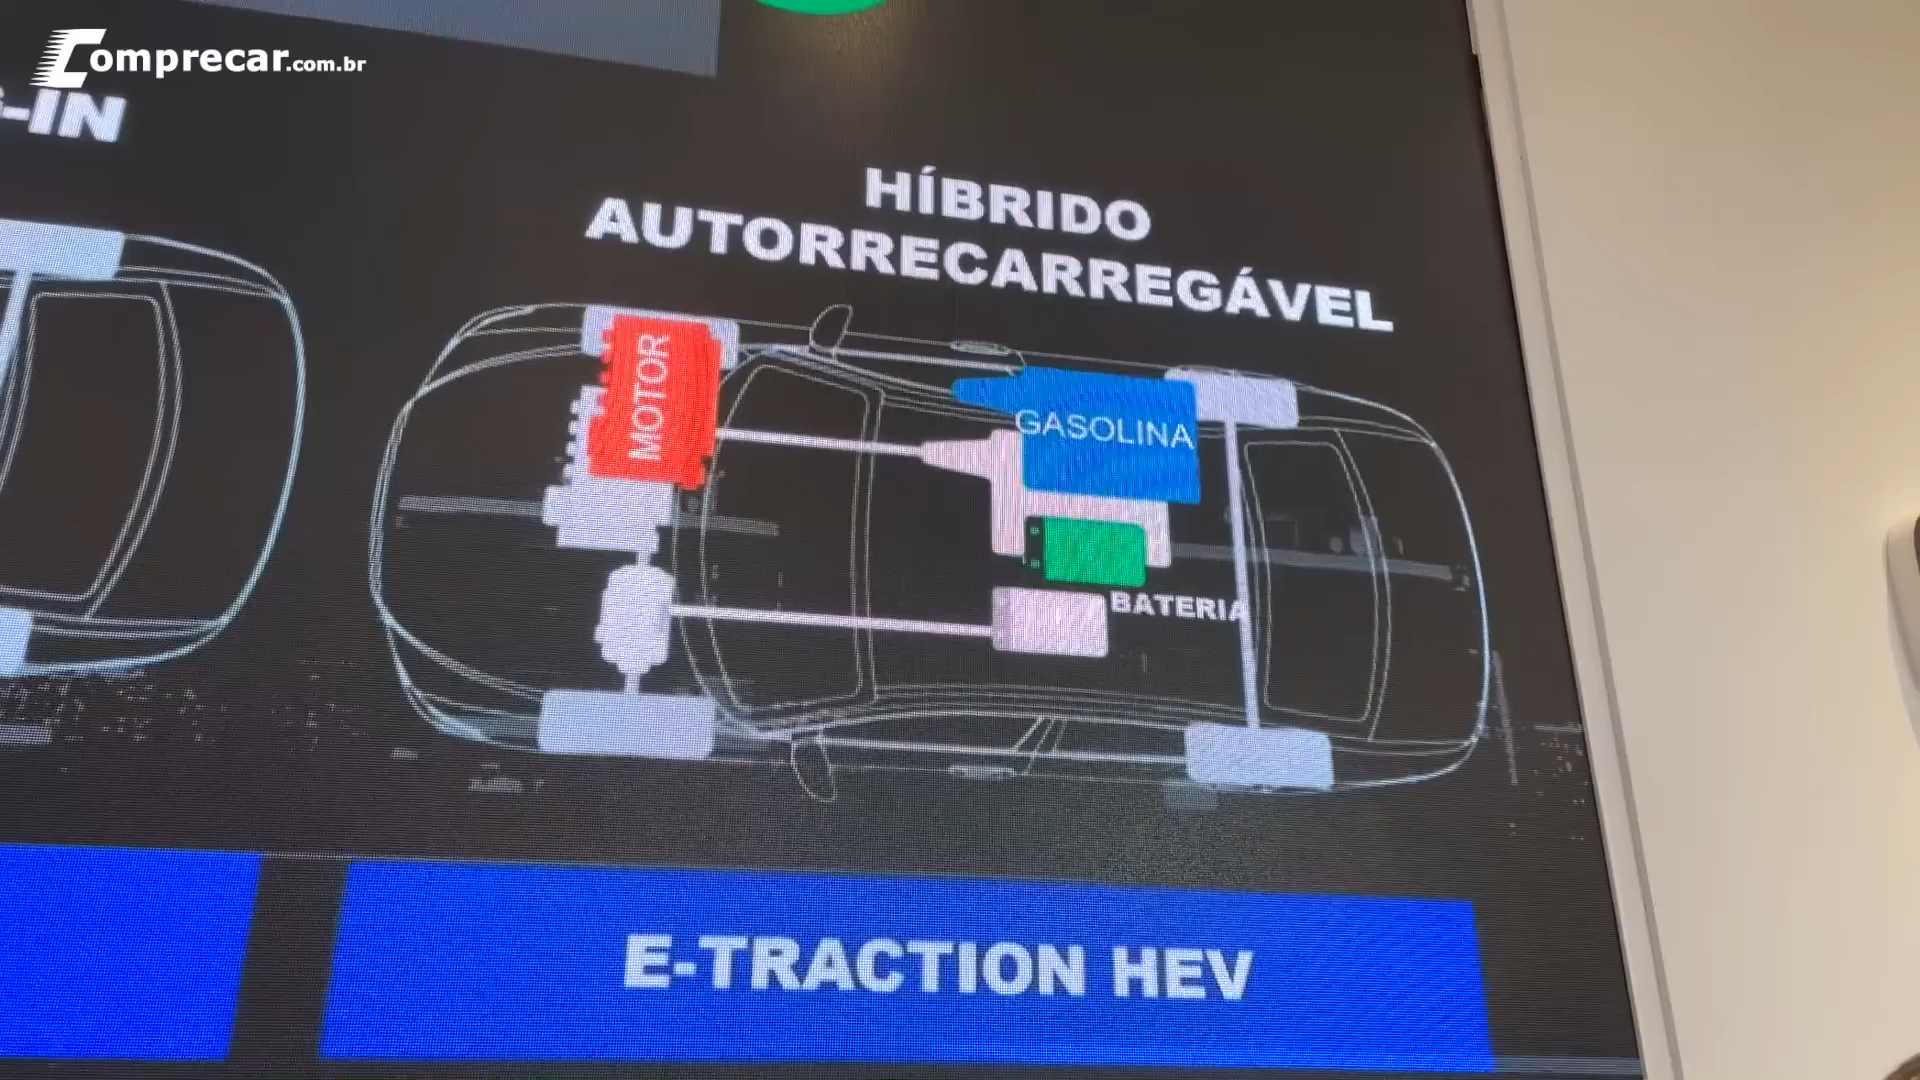 Comprecar.com.br
-IN
HÍBRIDO
AUTORRECARREGÁVEL
MOTOR
GASOLINA
BATERIA
E-TRACTION HEV